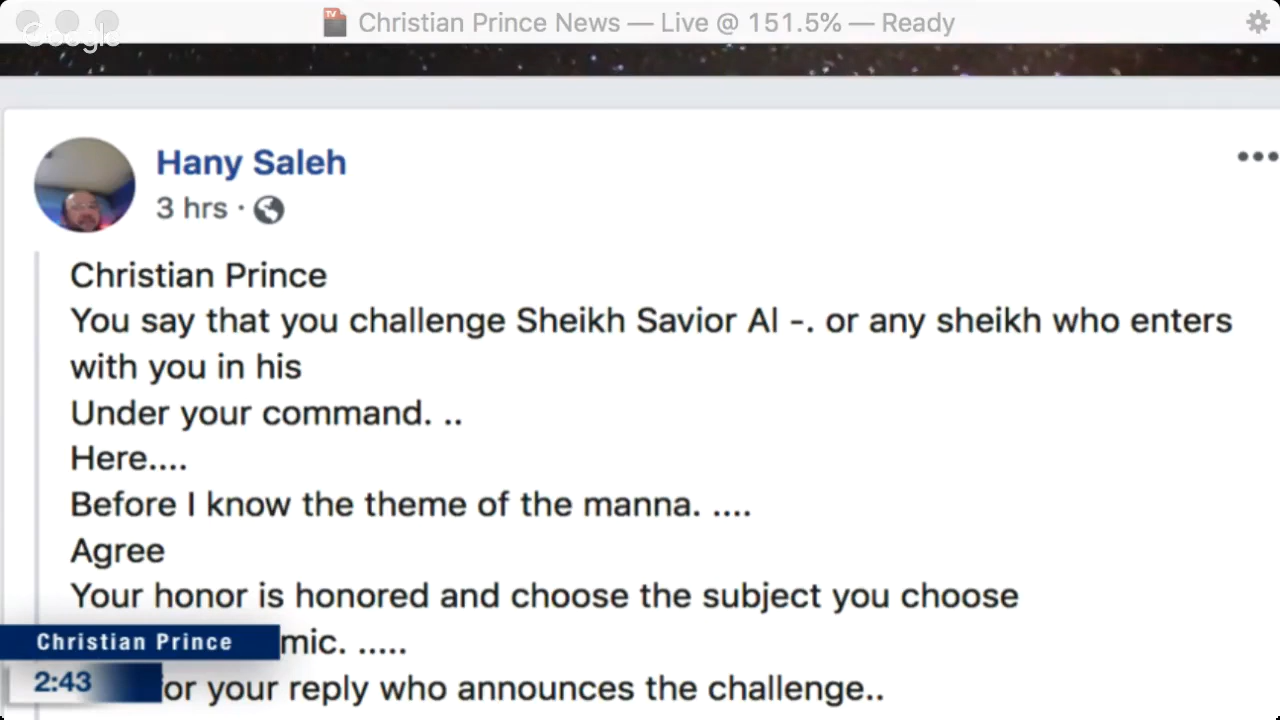 Christian Prince News — Live @ 151.5% — Ready
Google
Hany Saleh
3 hrs ·
Christian Prince
You say that you challenge Sheikh Savior Al -. or any sheikh who enters
with you in his
Under your command. ..
Here....
Before I know the theme of the manna. ....
Agree
Your honor is honored and choose the subject you choose
mic. .....
or your reply who announces the challenge..
Christian Prince
2:43